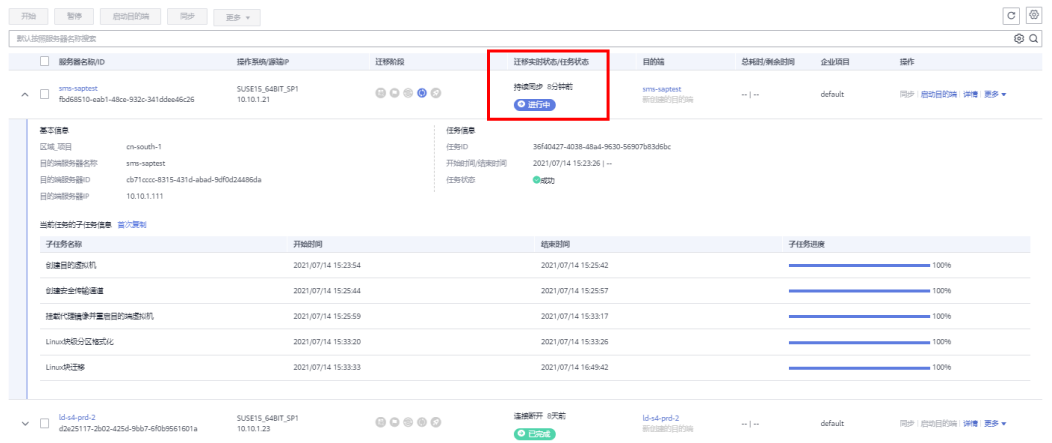 开始 暂停 启动目的端 同步 更多
默认按照服务器名称搜索
服务器名称/ID 操作系统/源端IP 迁移阶段 迁移实时状态/任务状态 目的端 总耗时/剩余时间 企业项目 操作
sms-saptest SUSE15_64BIT_SP1 持续同步 8分钟前 sms-saptest
fbd68510-eab1-48ce-932c-341ddee46c26 10.10.1.21 进行中 新创建的目的端 -- | -- default 同步 启动目的端 详情 更多
基本信息 任务信息
区域_项目 cn-south-1 任务ID 36f40427-4038-48a4-9630-56907b83d6bc
目的端服务器名称 sms-saptest 开始时间/结束时间 2021/07/14 15:23:26 | --
目的端服务器ID cb71cccc-8315-431d-abad-9df0d24486da 任务状态 成功
目的端服务器IP 10.10.1.111
当前任务的子任务信息 首次复制
子任务名称 开始时间 结束时间 子任务进度
创建目的虚拟机 2021/07/14 15:23:54 2021/07/14 15:25:42 100%
创建安全传输通道 2021/07/14 15:25:44 2021/07/14 15:25:57 100%
挂载代理镜像并重启目的端虚拟机 2021/07/14 15:25:59 2021/07/14 15:33:17 100%
Linux块级分区格式化 2021/07/14 15:33:20 2021/07/14 15:33:26 100%
Linux块迁移 2021/07/14 15:33:33 2021/07/14 16:49:42 100%
ld-s4-prd-2 SUSE15_64BIT_SP1 连接断开 8天前 ld-s4-prd-2
d2e25117-2b02-425d-9bb7-6f0b9561601a 10.10.1.23 已完成 新创建的目的端 -- | -- default 同步 启动目的端 详情 更多